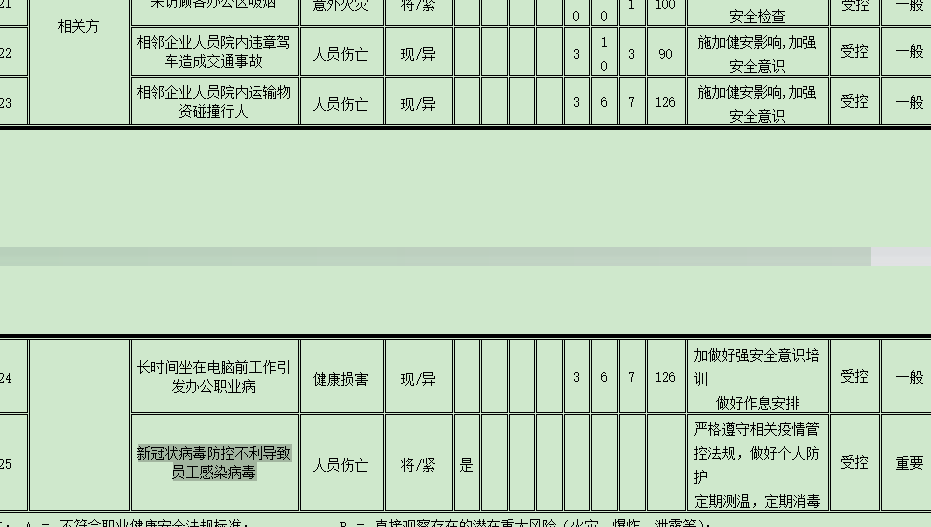 21 相关方 来访顾客办公区吸烟 意外火灾 将/紧 0 0 1 100 安全检查 受控 一般
22 相邻企业人员院内违章驾 人员伤亡 现/异 3 1 3 90 施加健安影响,加强 受控 一般
车造成交通事故 0 安全意识
23 相邻企业人员院内运输物 人员伤亡 现/异 3 6 7 126 施加健安影响,加强 受控 一般
资碰撞行人 安全意识
24 长时间坐在电脑前工作引 健康损害 现/异 3 6 7 126 加做好强安全意识培 受控 一般
发办公职业病 训
做好作息安排
25 新冠状病毒防控不利导致 人员伤亡 将/紧 是 严格遵守相关疫情管 受控 重要
员工感染病毒 控法规，做好个人防
护
定期测温，定期消毒
A = 不符合职业健康安全法规标准； B = 直接观察存在的潜在重大风险（火灾、爆炸、泄露等）；